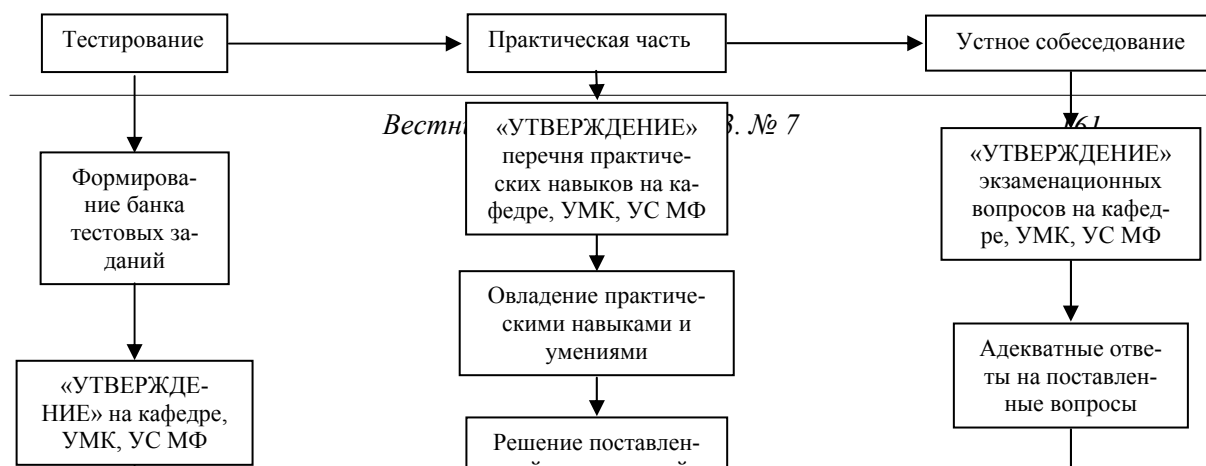 Тестирование
Практическая часть
Устное собеседование
3. № 7
Формирова-
ние банка
тестовых за-
даний
«УТВЕРЖДЕ-
НИЕ» на кафедре,
УМК, УС МФ
«УТВЕРЖДЕНИЕ»
перечня практиче-
ских навыков на ка-
федре, УМК, УС МФ
Овладение практиче-
скими навыками и
умениями
Решение поставлен-
«УТВЕРЖДЕНИЕ»
экзаменационных
вопросов на кафед-
ре, УМК, УС МФ
Адекватные отве-
ты на поставлен-
ные вопросы